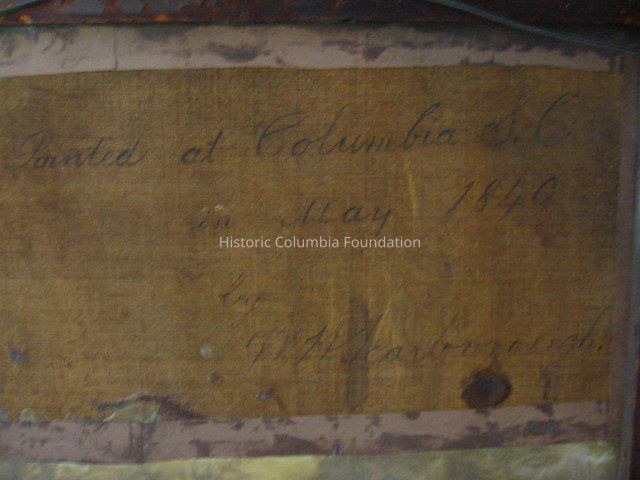 Painted at Columbia S.C.
in May 1849
Historic Columbia Foundation
by
W. H. Scarborough.